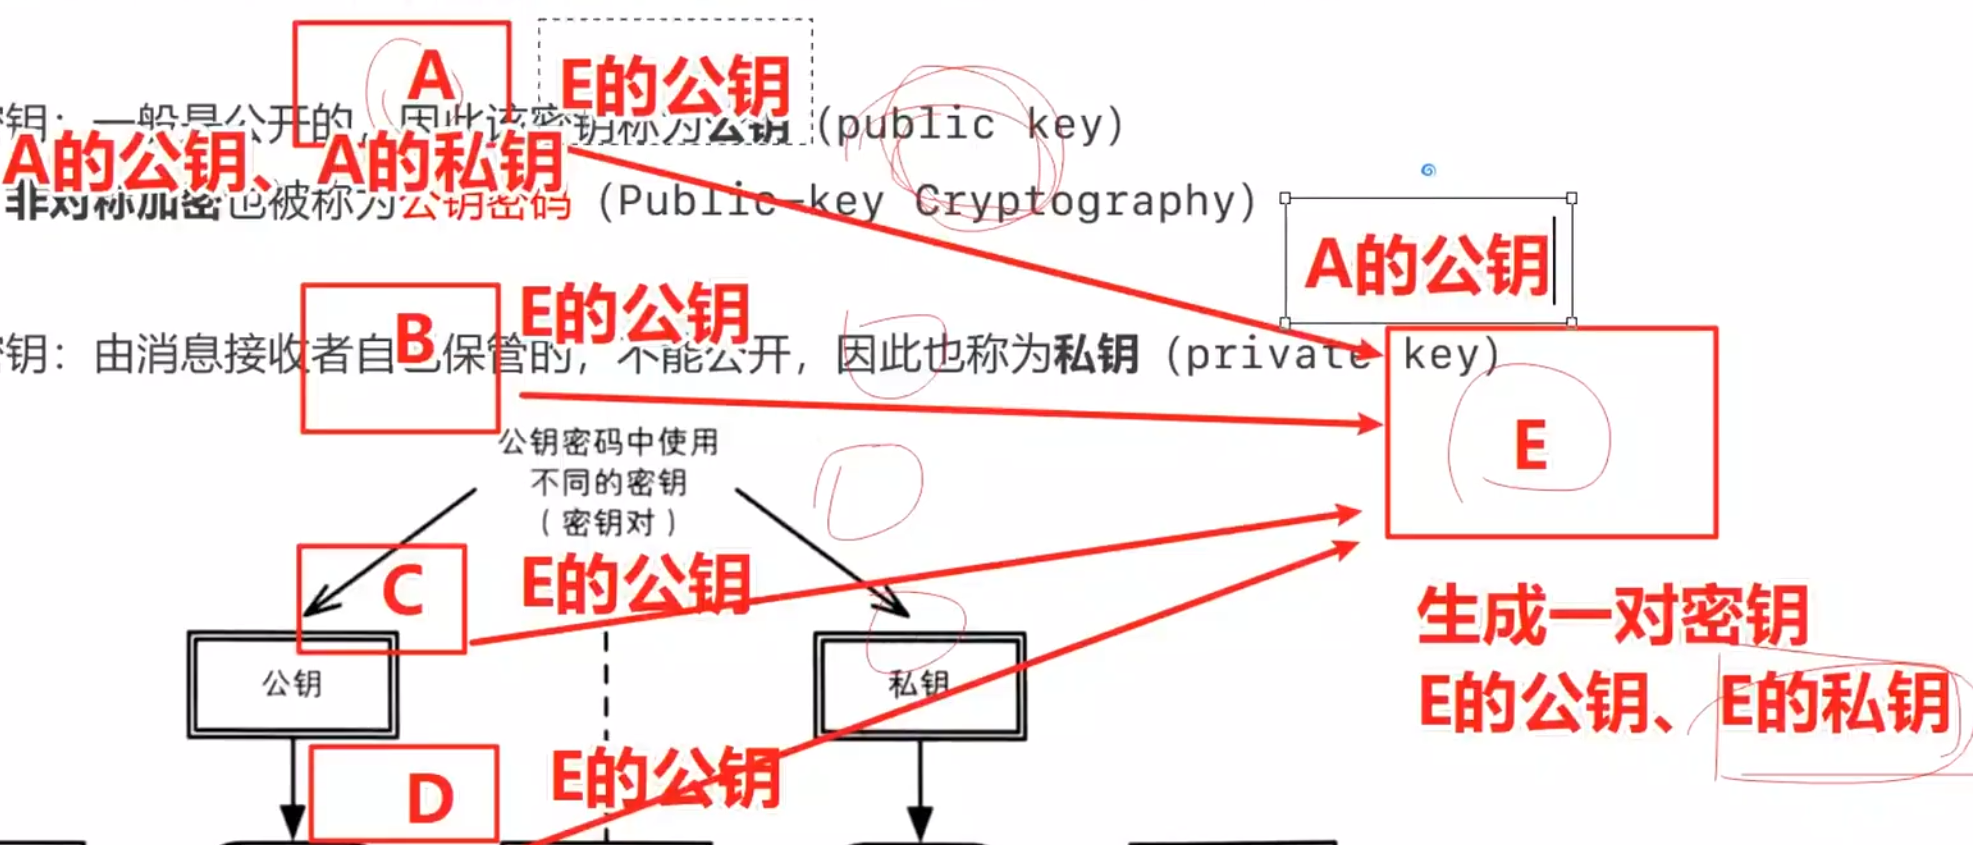 A
E的公钥
钥：一般是公开的，因此该密钥称为公钥（public key）
A的公钥、A的私钥
非对称加密也被称为公钥密码（Public-key Cryptography）
A的公钥
B
E的公钥
钥：由消息接收者自己保管的，不能公开，因此也称为私钥（private key）
E
公钥密码中使用
不同的密钥
（密钥对）
C
E的公钥
生成一对密钥
E的公钥、E的私钥
公钥
私钥
D
E的公钥